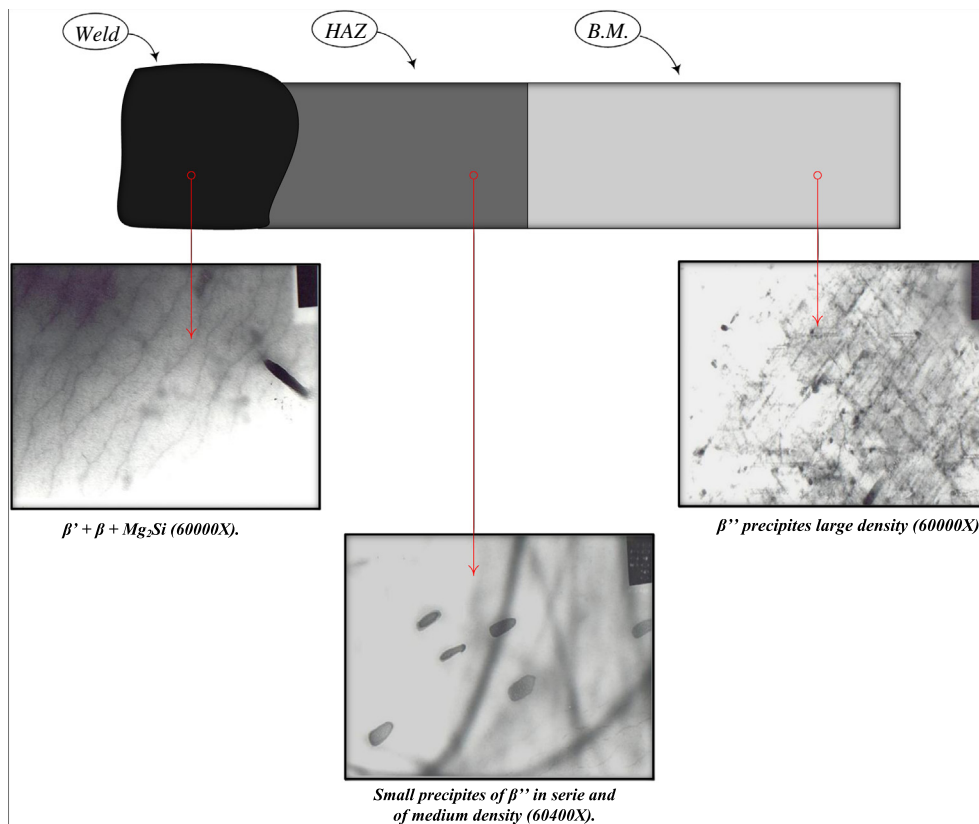 Weld
HAZ
B.M.
β’ + β + Mg₂Si (60000X).
β’’ precipites large density (60000X)
Small precipites of β’’ in serie and
of medium density (60400X).